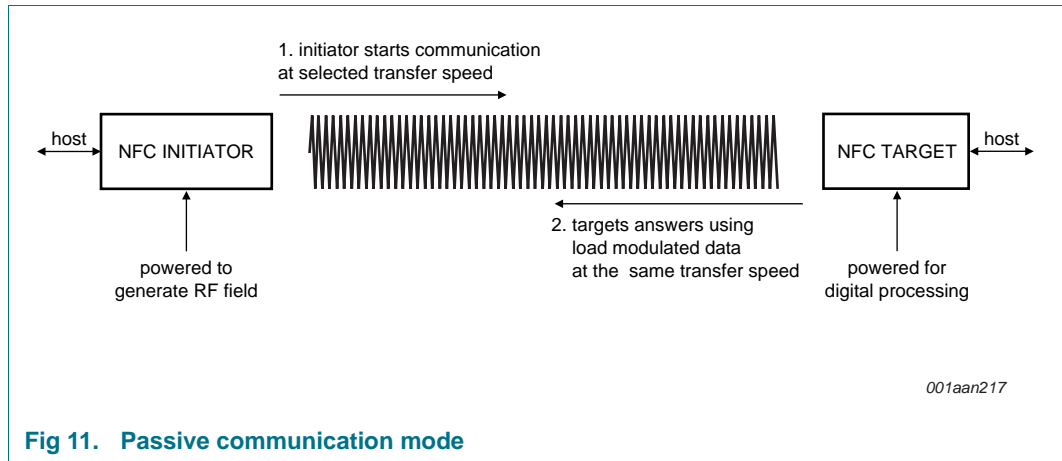 1. initiator starts communication
at selected transfer speed
host
NFC INITIATOR
NFC TARGET
host
2. targets answers using
load modulated data
at the same transfer speed
powered to
generate RF field
powered for
digital processing
001aan217
Fig 11. Passive communication mode